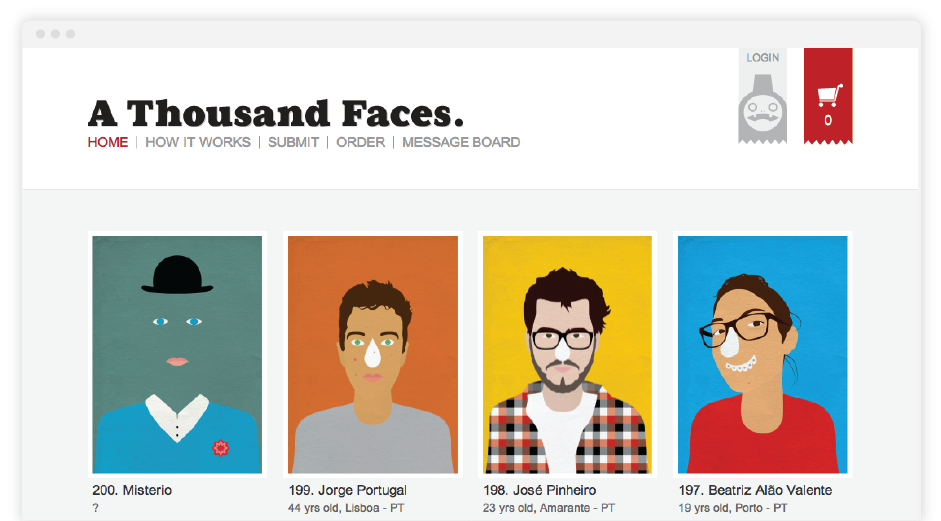 LOGIN
0
A Thousand Faces.
HOME | HOW IT WORKS | SUBMIT | ORDER | MESSAGE BOARD
200. Misterio
?
199. Jorge Portugal
44 yrs old, Lisboa - PT
198. José Pinheiro
23 yrs old, Amarante - PT
197. Beatriz Alão Valente
19 yrs old, Porto - PT